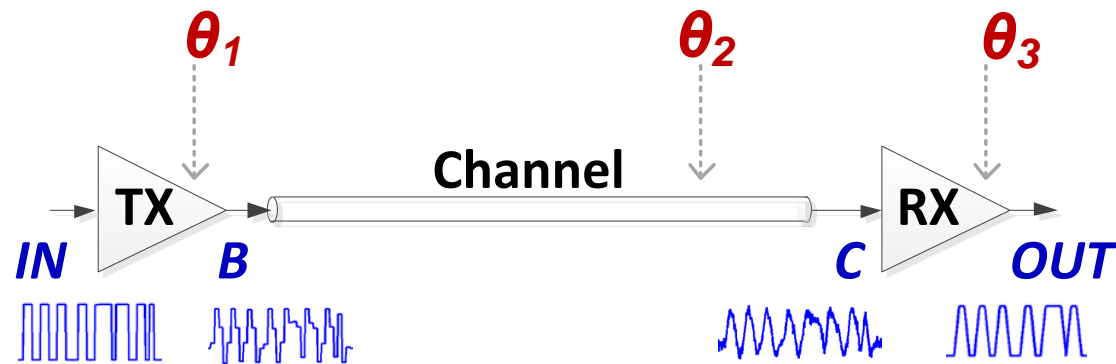 θ1 θ2 θ3
Channel
TX RX
IN B C OUT